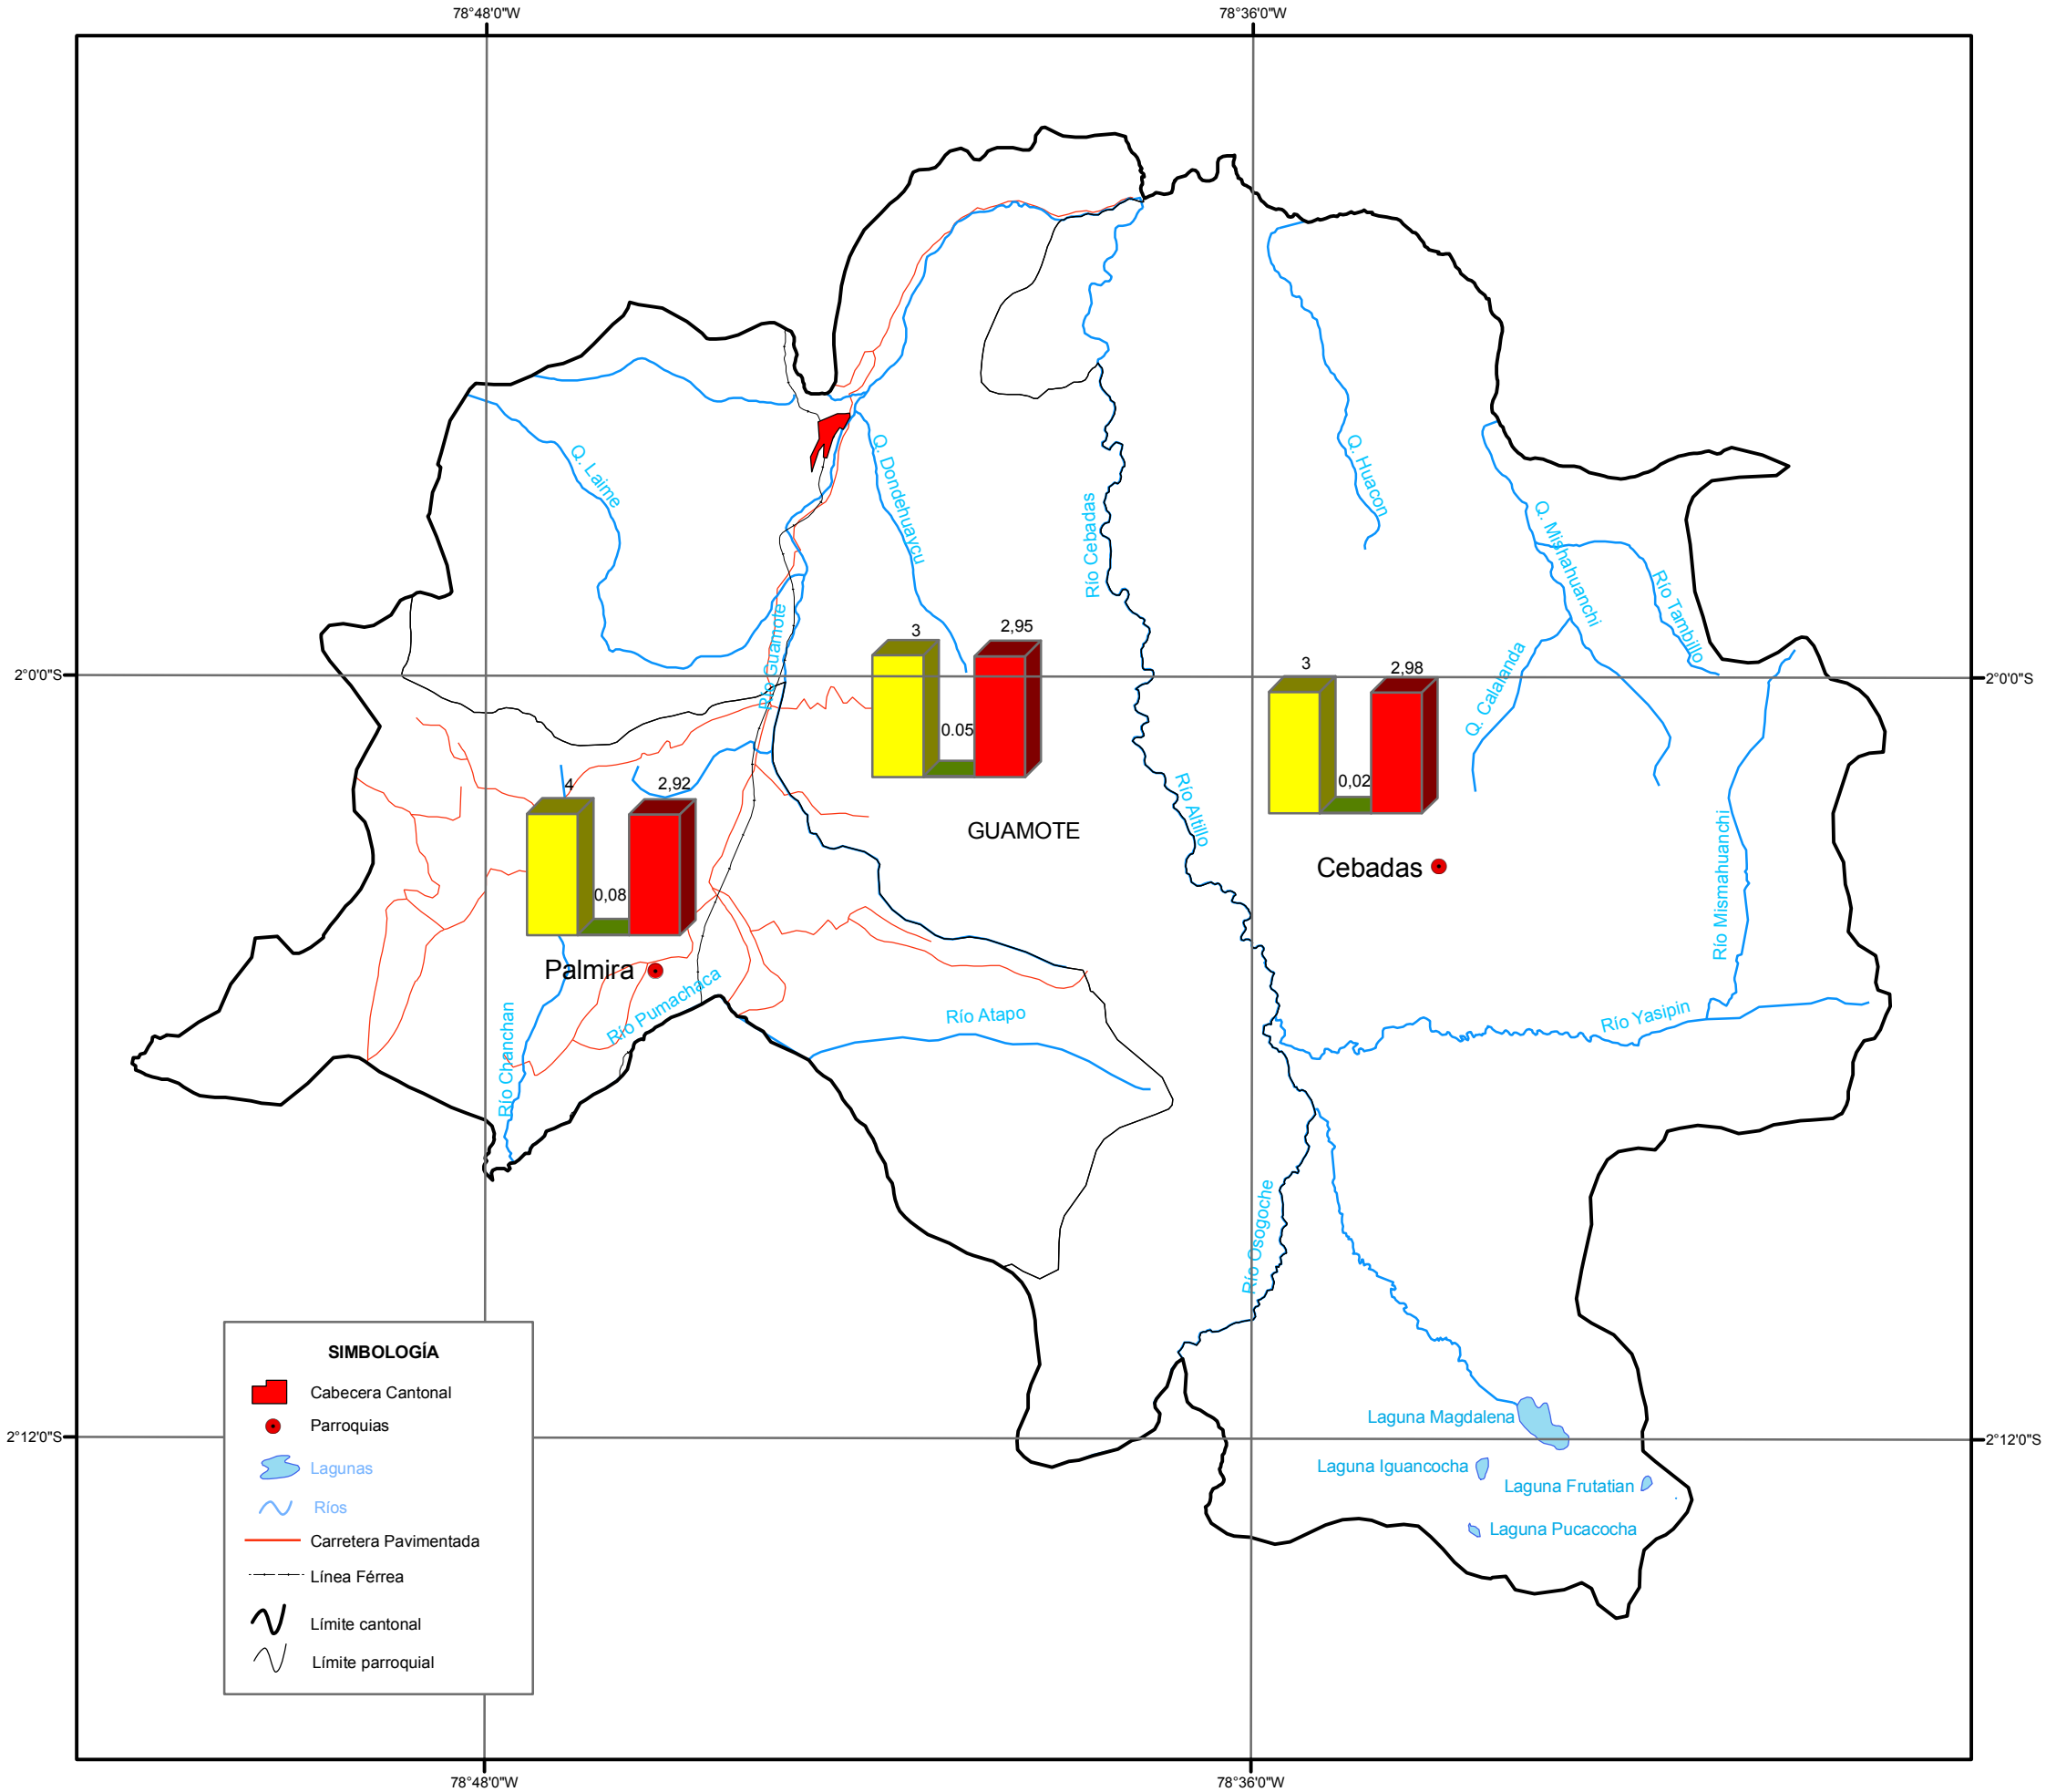 78°48'0"W
78°36'0"W
Q. Laime
Q. Dondehuaycu
Río Cebadas
Q. Huacon
Q. Mishahuanchi
Río Tambillo
Río Guamote
3
2,95
0.05
3
2,98
0,02
Q. Calalanda
2°0'0"S
2°0'0"S
4
2,92
0,08
Río Altillo
GUAMOTE
Cebadas
Río Mismahuanchi
Palmira
Río Pumachaca
Río Chanchan
Río Atapo
Río Yasipin
Río Osogoche
SIMBOLOGÍA
Cabecera Cantonal
Parroquias
Lagunas
Ríos
Carretera Pavimentada
Línea Férrea
Límite cantonal
Límite parroquial
Laguna Magdalena
Laguna Iguancocha
Laguna Frutatian
Laguna Pucacocha
2°12'0"S
2°12'0"S
78°48'0"W
78°36'0"W